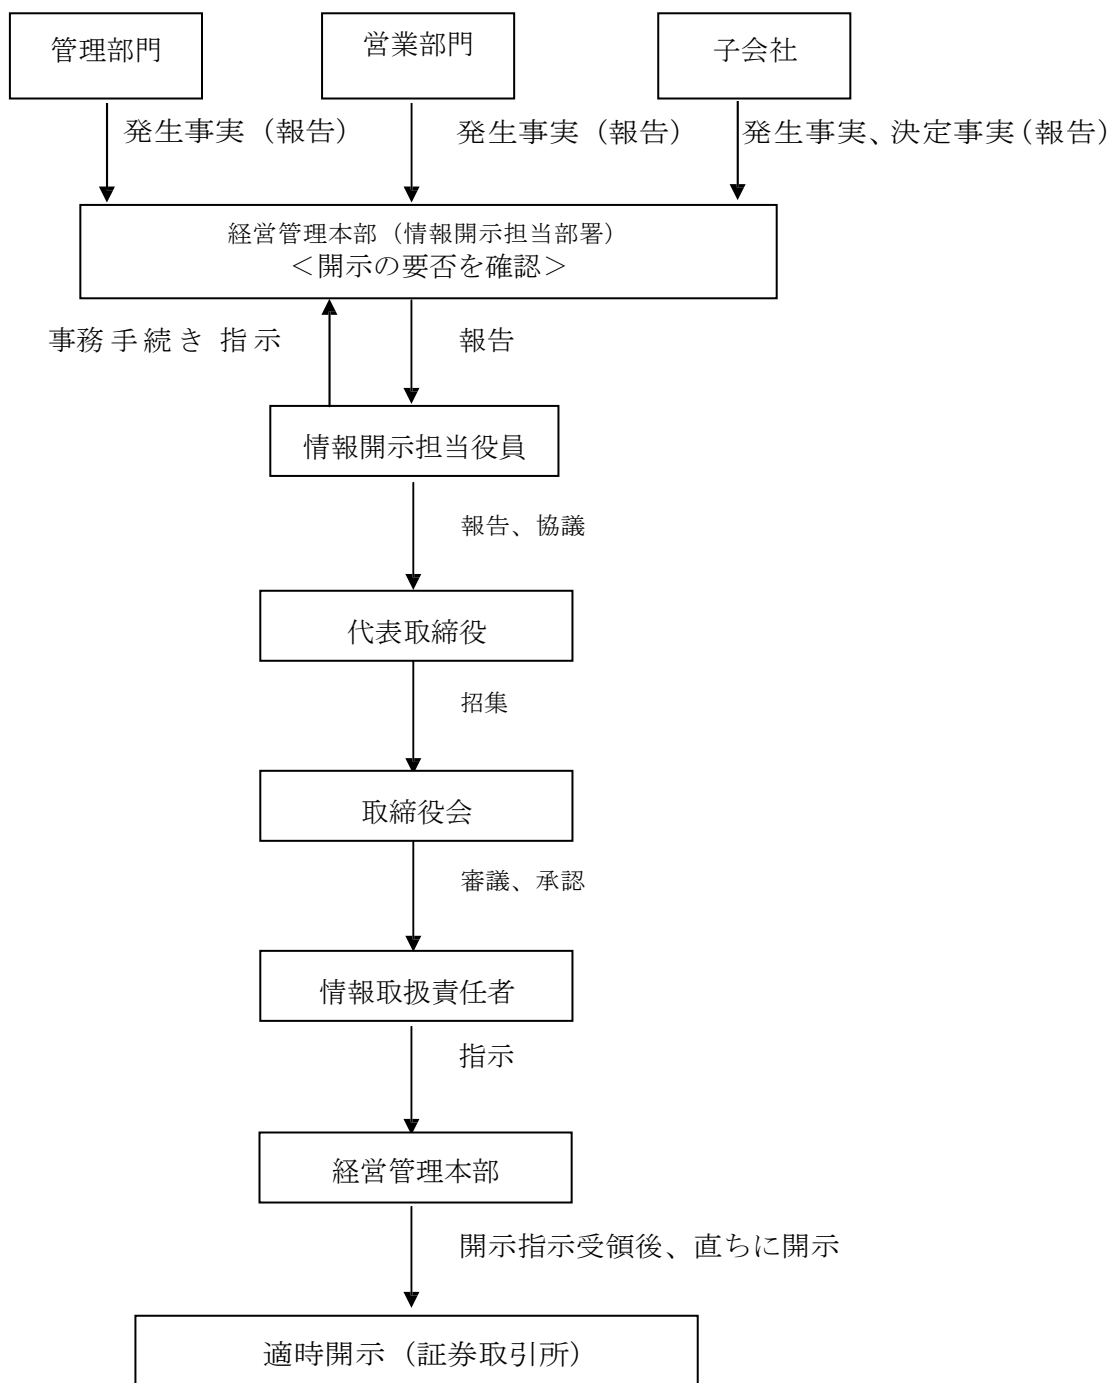 管理部門
営業部門
子会社
発生事実（報告）
発生事実（報告）
発生事実、決定事実（報告）
経営管理本部（情報開示担当部署）
＜開示の要否を確認＞
事務手続き 指示
報告
情報開示担当役員
報告、協議
代表取締役
招集
取締役会
審議、承認
情報取扱責任者
指示
経営管理本部
開示指示受領後、直ちに開示
適時開示（証券取引所）